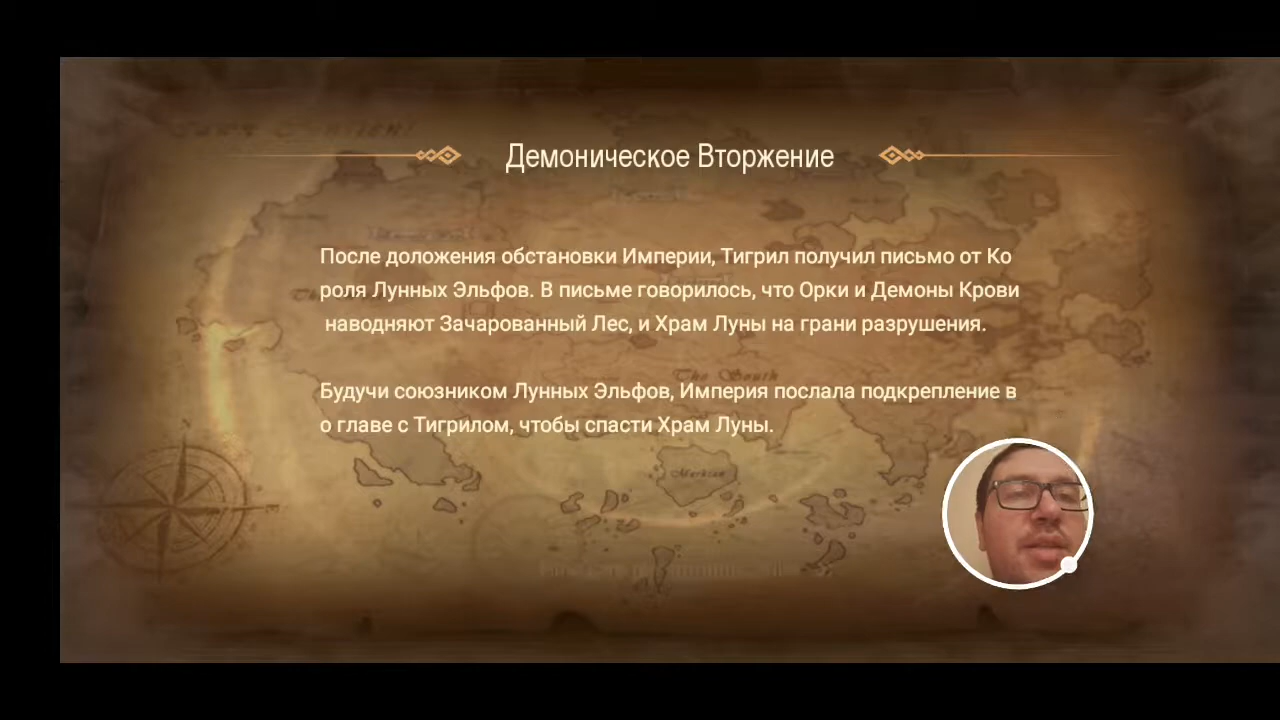 Демоническое Вторжение
После доложения обстановки Империи, Тигрил получил письмо от Ко
роля Лунных Эльфов. В письме говорилось, что Орки и Демоны Крови
наводняют Зачарованный Лес, и Храм Луны на грани разрушения.
The South
Будучи союзником Лунных Эльфов, Империя послала подкрепление в
о главе с Тигрилом, чтобы спасти Храм Луны.